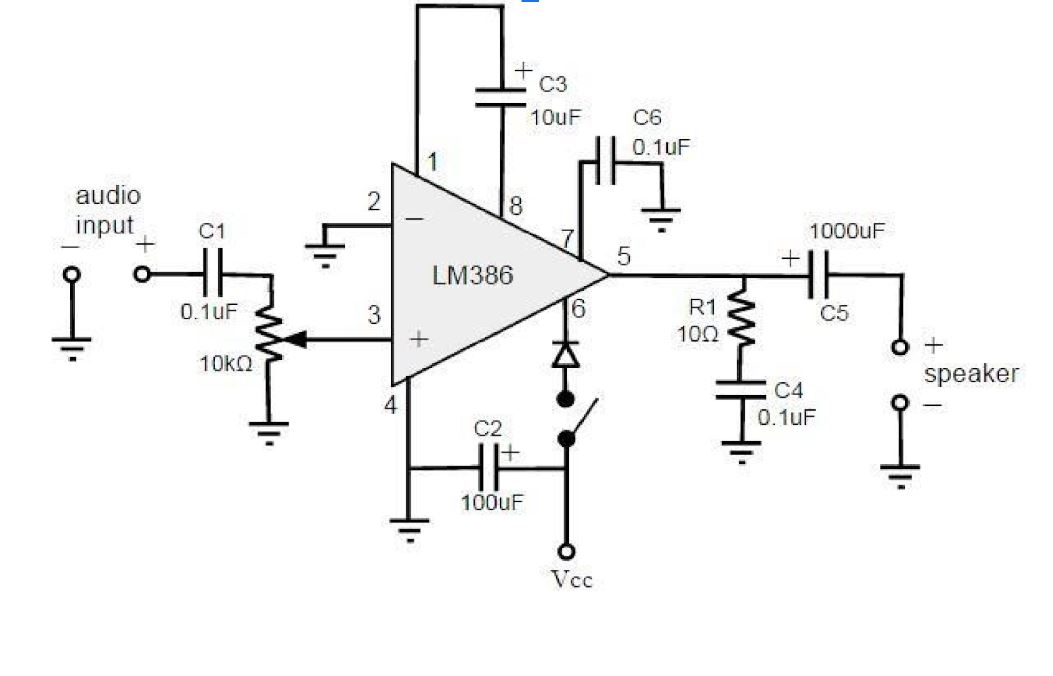 +
C3
10uF
C6
0.1uF
1
audio
input
2
8
−
+
C1
−
7
5
1000uF
+
LM386
6
0.1uF
3
R1
10Ω
C5
10kΩ
+
+
speaker
−
4
C4
0.1uF
C2
+
100uF
Vcc